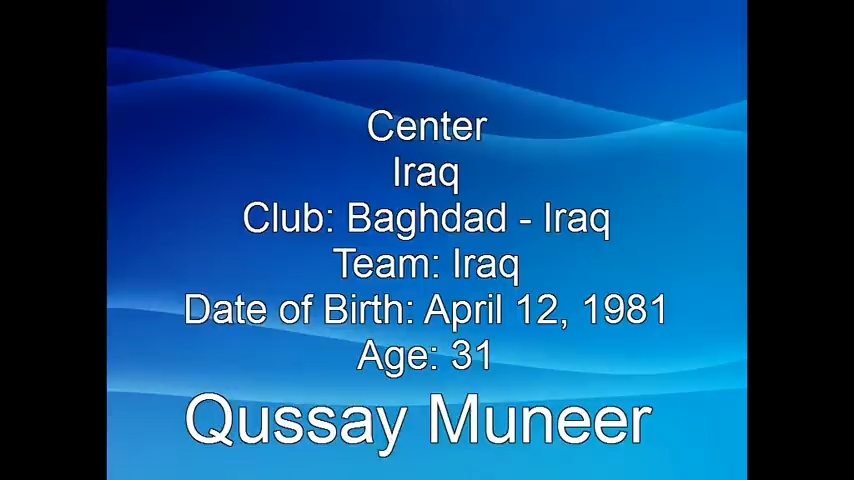 Center
Iraq
Club: Baghdad - Iraq
Team: Iraq
Date of Birth: April 12, 1981
Age: 31
Qussay Muneer